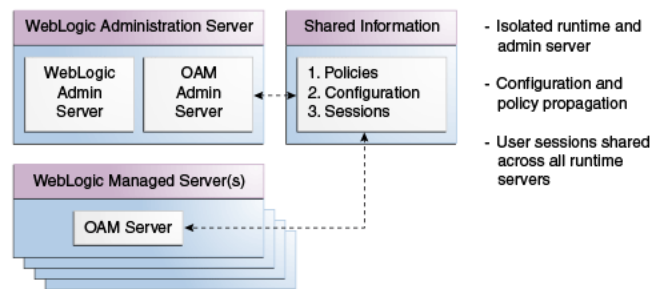 WebLogic Administration Server
WebLogic
Admin
Server
OAM
Admin
Server
Shared Information
1. Policies
2. Configuration
3. Sessions
- Isolated runtime and
admin server
- Configuration and
policy propagation
- User sessions shared
across all runtime
servers
WebLogic Managed Server(s)
OAM Server